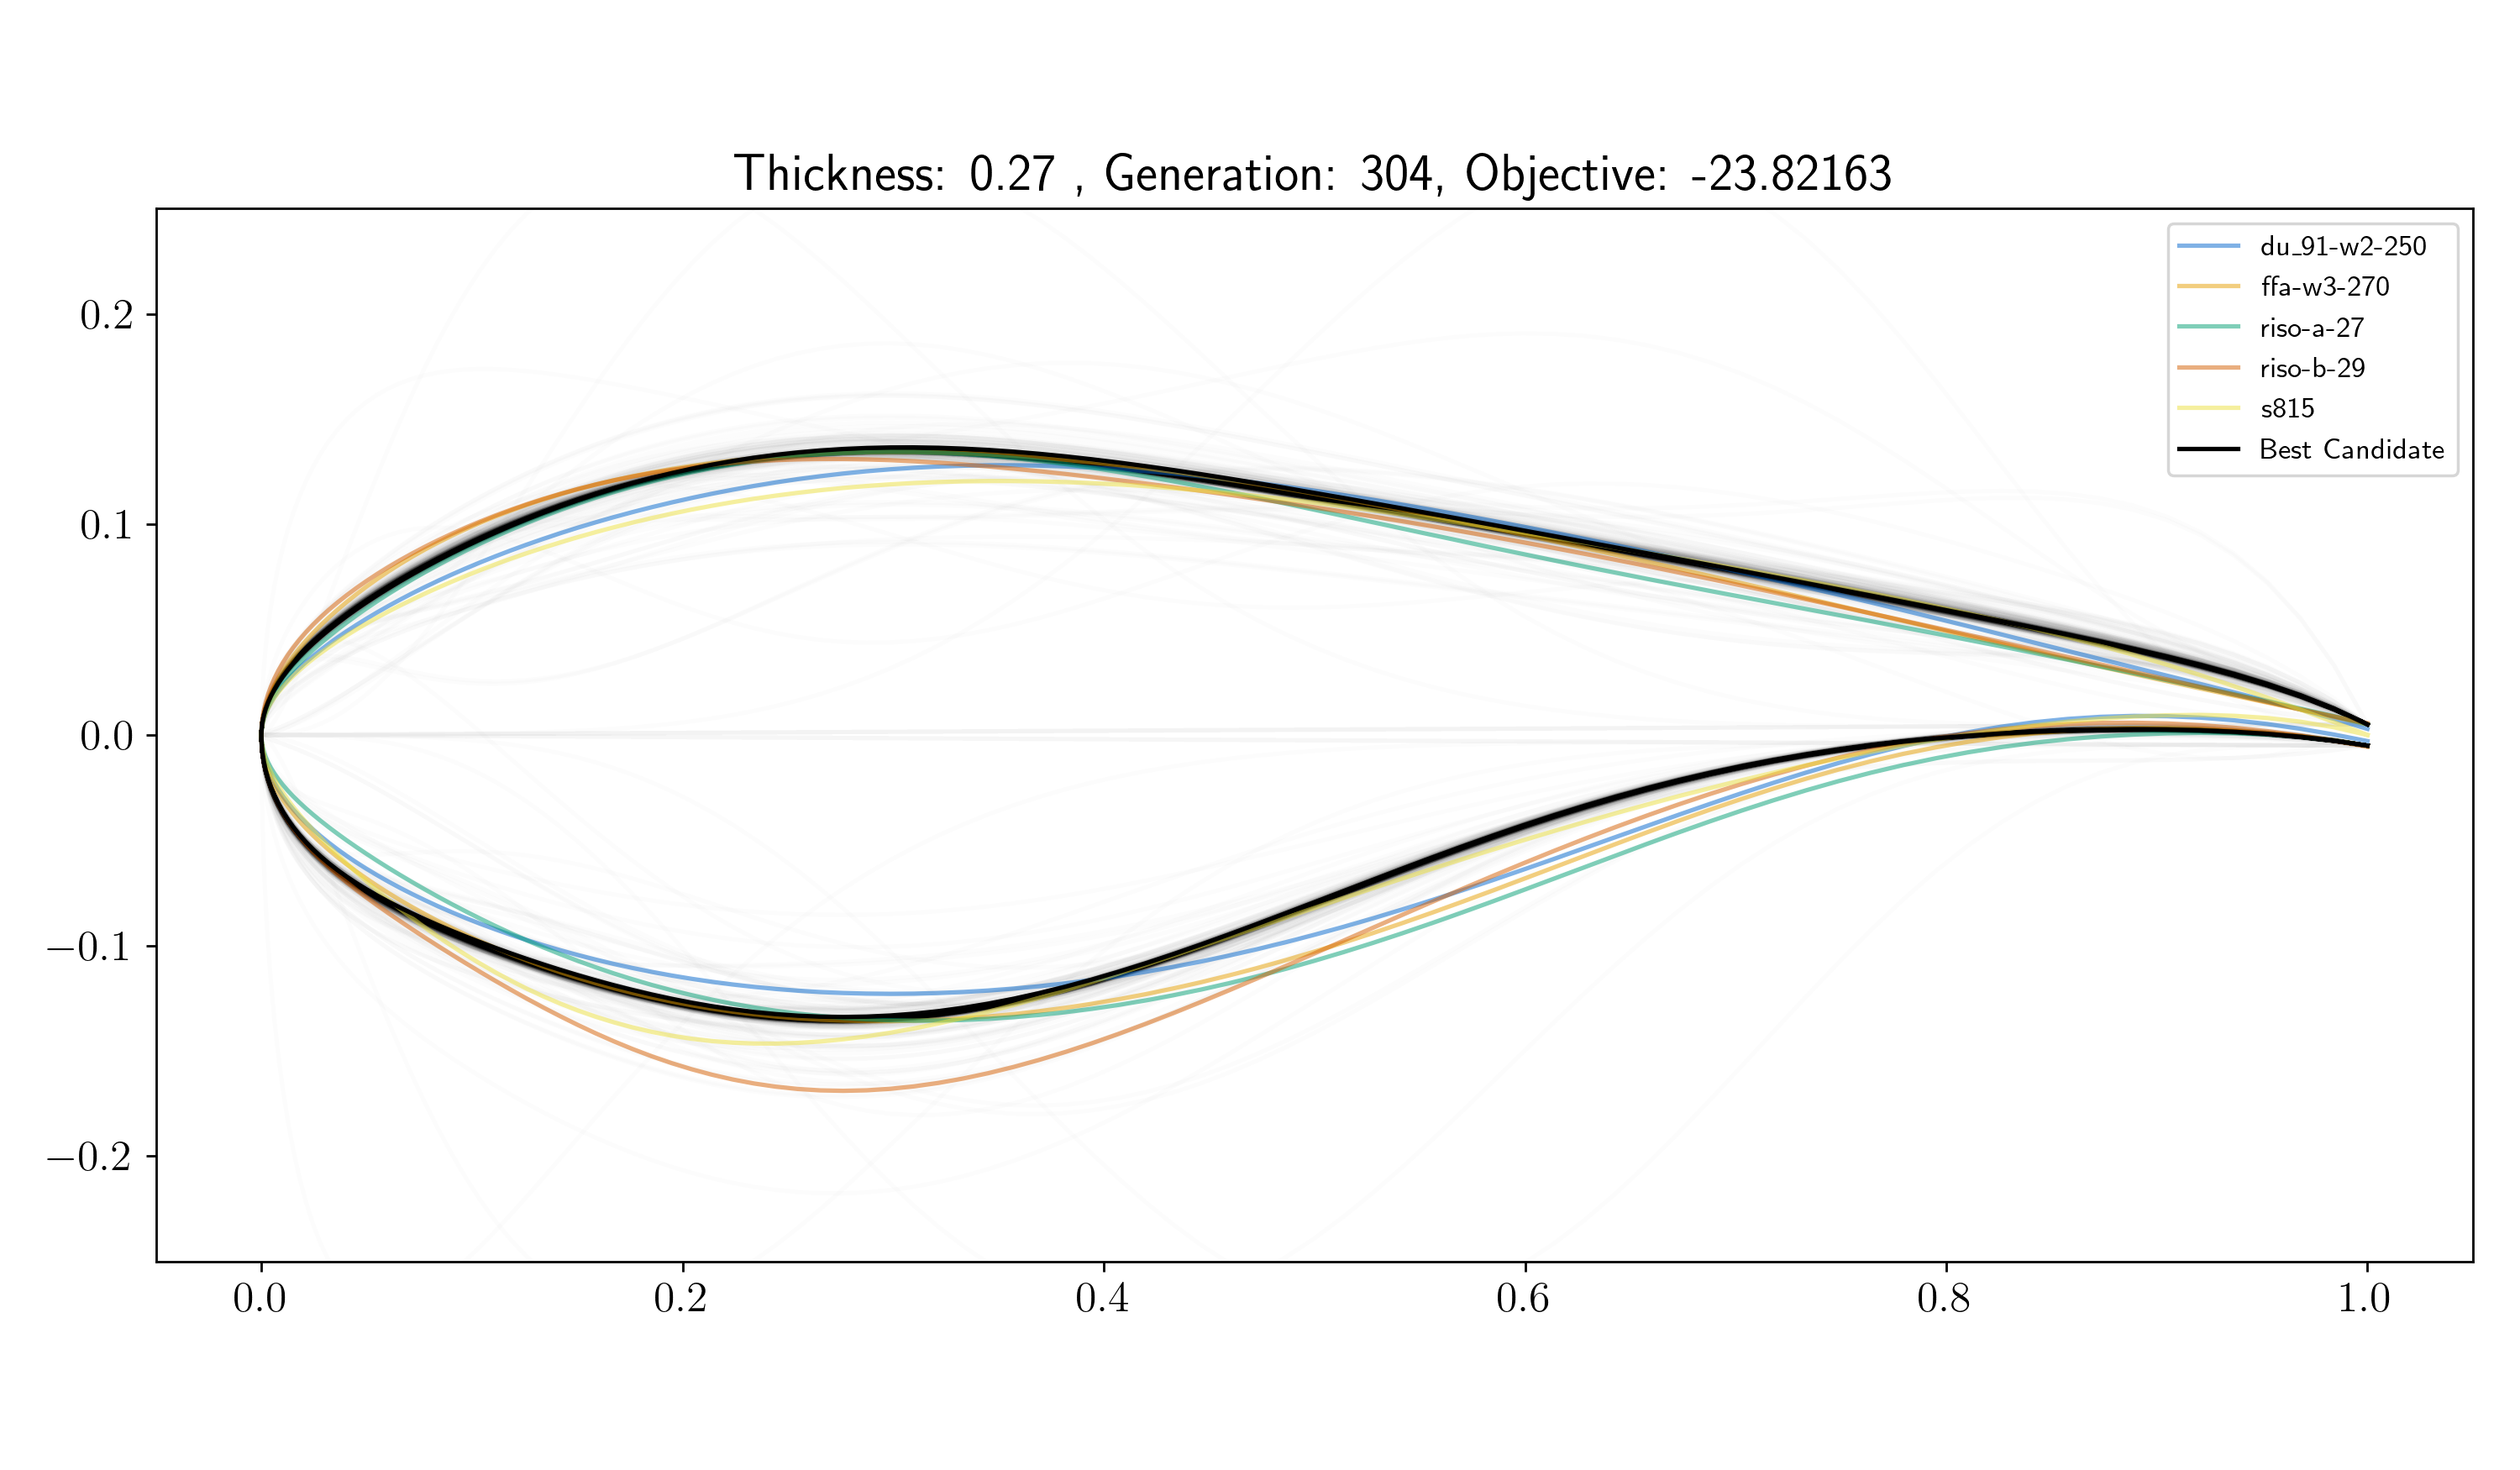 Thickness: 0.27 , Generation: 304, Objective: -23.82163
du_91-w2-250
ffa-w3-270
riso-a-27
riso-b-29
s815
Best Candidate
0.2
0.1
0.0
−0.1
−0.2
0.0 0.2 0.4 0.6 0.8 1.0